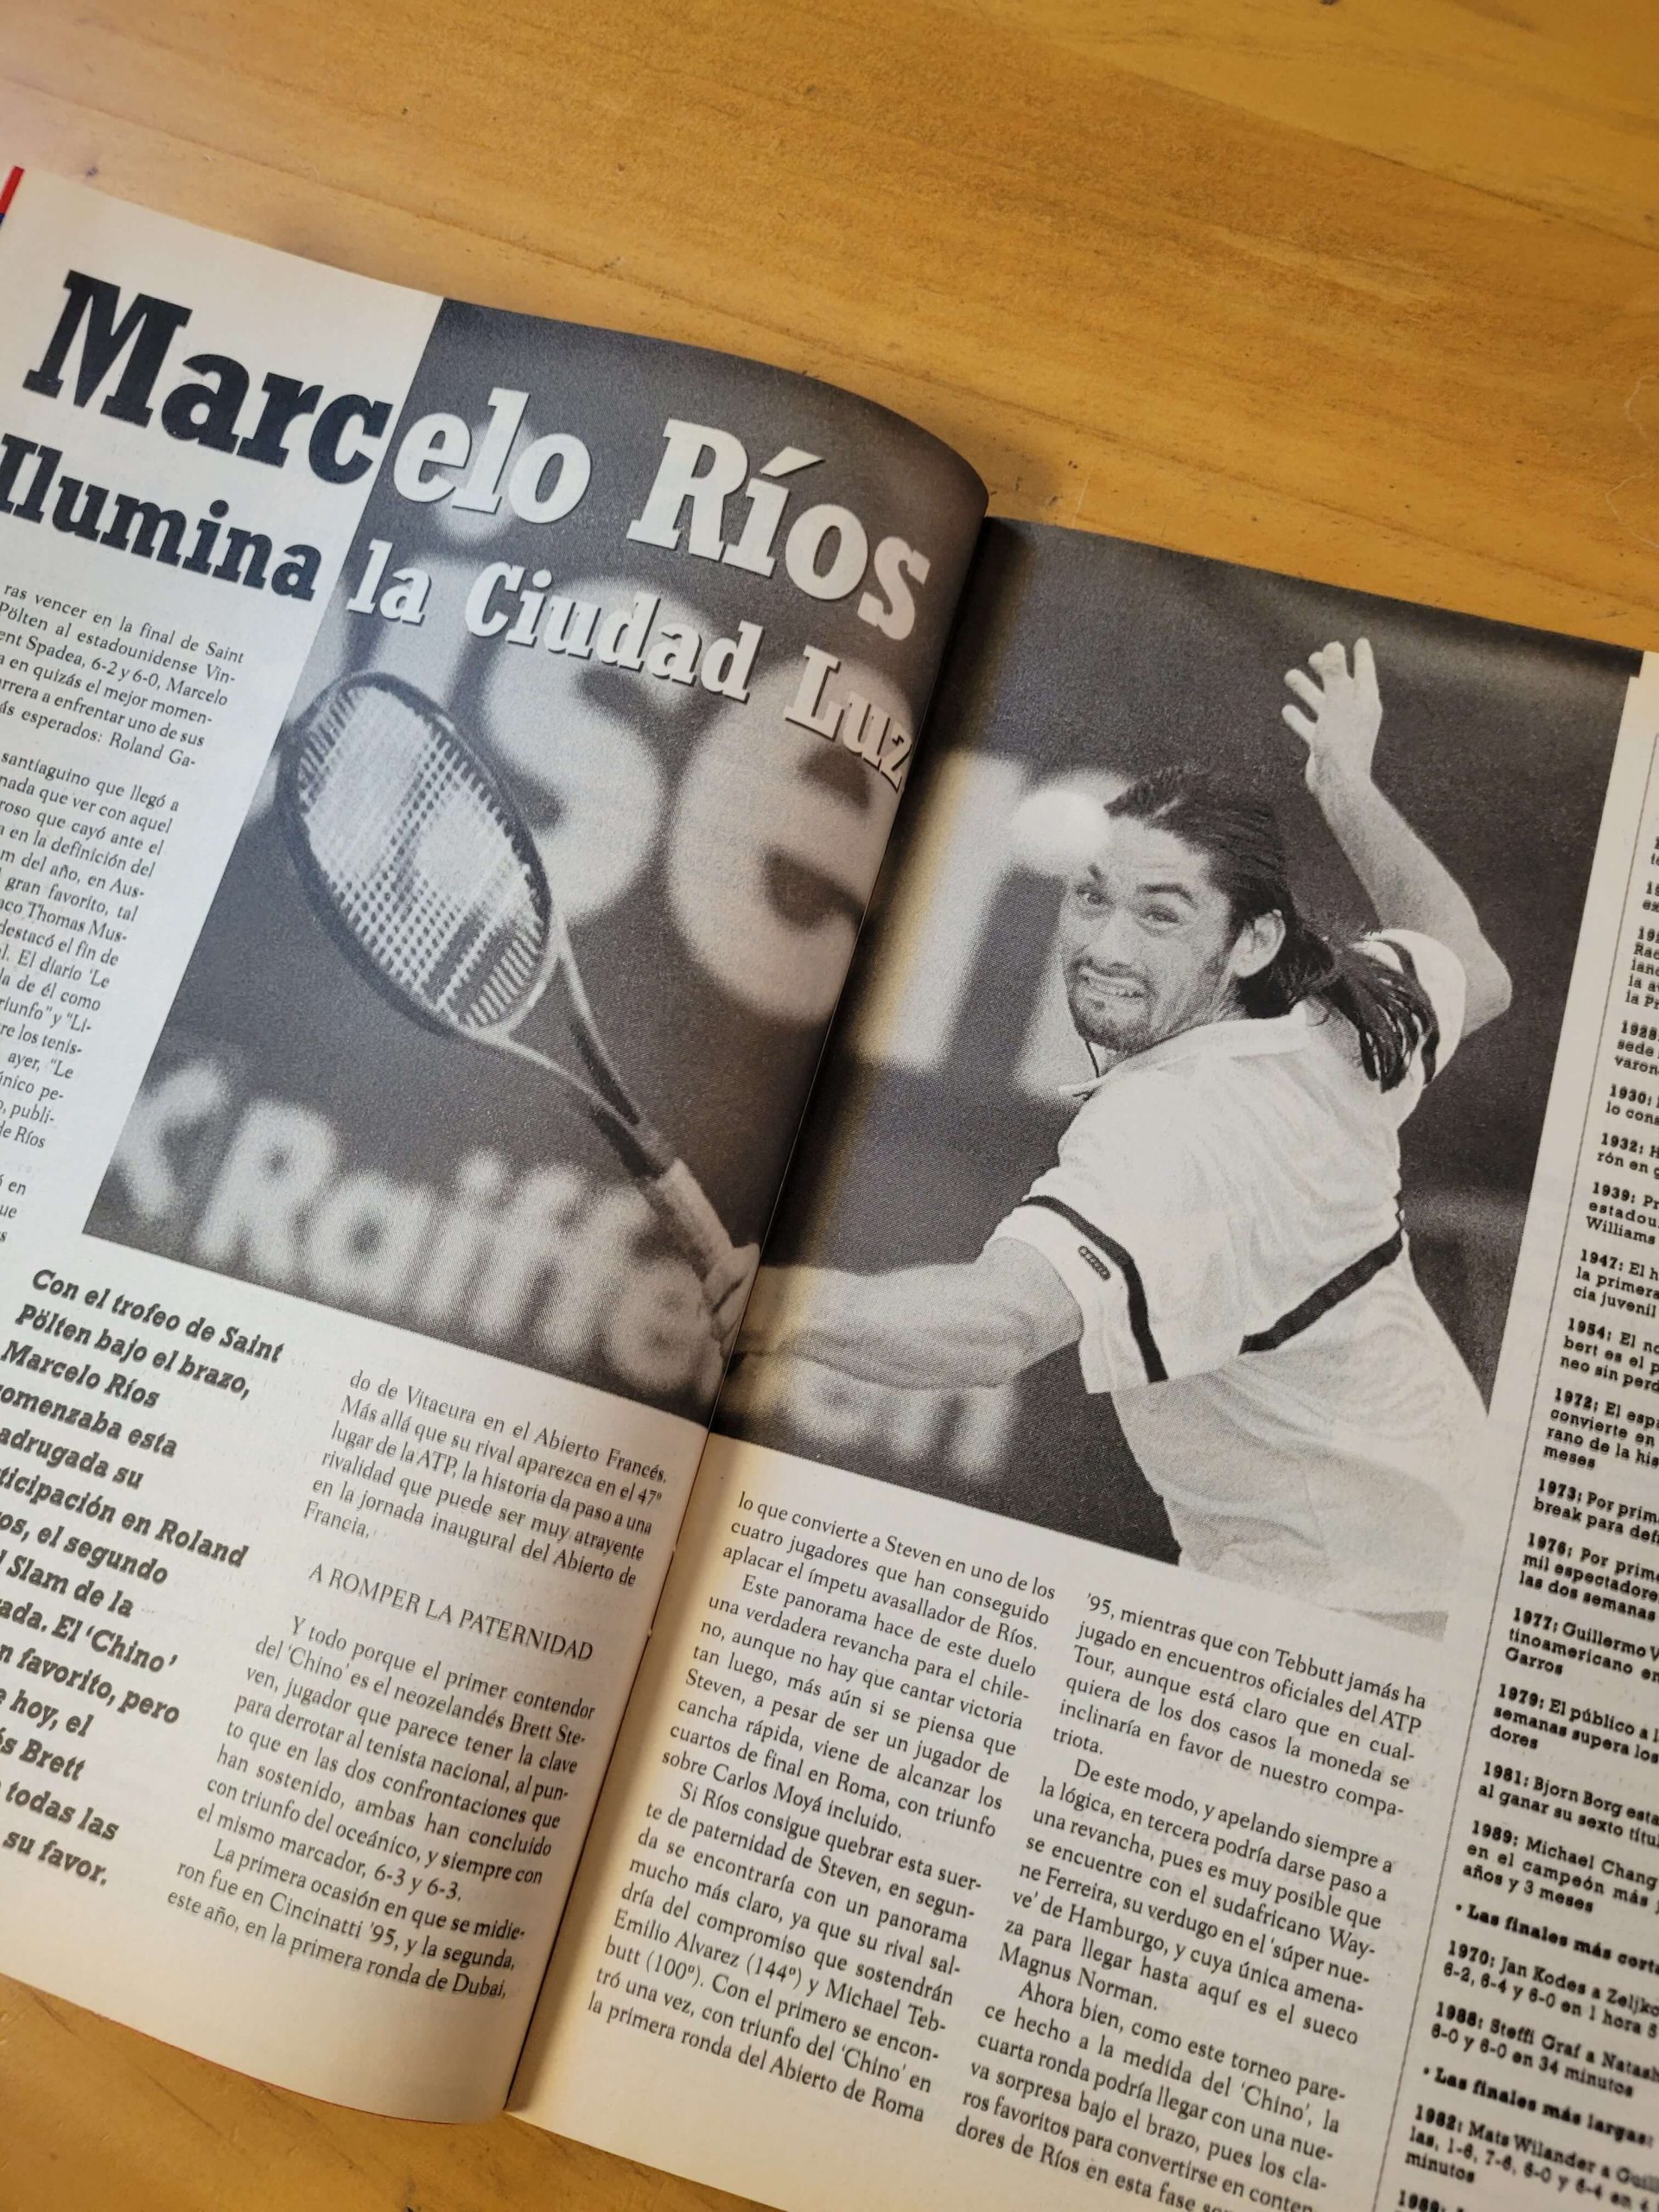 Marcelo Ríos
Ilumina la Ciudad Luz
ras vencer en la final de Saint
Pölten al estadounidense Vin-
ent Spadea, 6-2 y 6-0, Marcelo
en quizás el mejor momen-
rrera a enfrentar uno de sus
ás esperados: Roland Ga-
santiaguino que llegó a
nada que ver con aquel
roso que cayó ante el
en la definición del
m del año, en Aus-
gran favorito, tal
aco Thomas Mus-
destacó el fin de
l. El diario 'Le
la de él como
riunfo" y "Li-
re los tenis-
ayer, "Le
único pe-
o, publi-
de Ríos
ó en
ue
s
Con el trofeo de Saint
Pölten bajo el brazo,
Marcelo Ríos
omenzaba esta
adrugada su
ticipación en Roland
os, el segundo
Slam de la
ada. El 'Chino'
n favorito, pero
hoy, el
és Brett
todas las
su favor.
do de Vitacura en el Abierto Francés.
Más allá que su rival aparezca en el 47º
lugar de la ATP, la historia da paso a una
rivalidad que puede ser muy atrayente
en la jornada inaugural del Abierto de
Francia.
A ROMPER LA PATERNIDAD
Y todo porque el primer contendor
del 'Chino' es el neozelandés Brett Ste-
ven, jugador que parece tener la clave
para derrotar al tenista nacional, al pun-
to que en las dos confrontaciones que
han sostenido, ambas han concluido
con triunfo del oceánico, y siempre con
el mismo marcador, 6-3 y 6-3.
La primera ocasión en que se midie-
ron fue en Cincinatti '95, y la segunda,
este año, en la primera ronda de Dubai,
lo que convierte a Steven en uno de los
cuatro jugadores que han conseguido
aplacar el ímpetu avasallador de Ríos.
Este panorama hace de este duelo
una verdadera revancha para el chile-
no, aunque no hay que cantar victoria
tan luego, más aún si se piensa que
Steven, a pesar de ser un jugador de
cancha rápida, viene de alcanzar los
cuartos de final en Roma, con triunfo
sobre Carlos Moyá incluido.
Si Ríos consigue quebrar esta suer-
te de paternidad de Steven, en segun-
da se encontraría con un panorama
mucho más claro, ya que su rival sal-
dría del compromiso que sostendrán
Emilio Alvarez (144º) y Michael Teb-
butt (100º). Con el primero se encon-
tró una vez, con triunfo del 'Chino' en
la primera ronda del Abierto de Roma
'95, mientras que con Tebbutt jamás ha
jugado en encuentros oficiales del ATP
Tour, aunque está claro que en cual-
quiera de los dos casos la moneda se
inclinaría en favor de nuestro compa-
triota.
De este modo, y apelando siempre a
la lógica, en tercera podría darse paso a
una revancha, pues es muy posible que
se encuentre con el sudafricano Way-
ne Ferreira, su verdugo en el 'súper nue-
ve' de Hamburgo, y cuya única amena-
za para llegar hasta aquí es el sueco
Magnus Norman.
Ahora bien, como este torneo pare-
ce hecho a la medida del 'Chino', la
cuarta ronda podría llegar con una nue-
va sorpresa bajo el brazo, pues los cla-
ros favoritos para convertirse en conten-
dores de Ríos en esta fase
1928:
sede
varon
1930:
lo cons
1932: H
rón en g
1939: Pr
estadou
Williams
1947: El h
la primera
cia juvenil
1954: El no
bert es el p
neo sin perd
1972: El espa
convierte en
rano de la his
meses
1973: Por prim
break para defi
1976: Por prime
mil espectadore
las dos semanas
1977: Guillermo V
tinoamericano en
Garros
1979: El público a l
semanas supera los
dores
1981: Bjorn Borg esta
al ganar su sexto títu
1989: Michael Chang
en el campeón más
años y 3 meses
• Las finales más cort
1970: Jan Kodes a Zeljko
6-2, 6-4 y 6-0 en 1 hora
1988: Steffi Graf a Natash
6-0 y 6-0 en 34 minutos
• Las finales más largas:
1982: Mats Wilander a Guil
las, 1-6, 7-6, 6-0 y 6-4 en 4
minutos